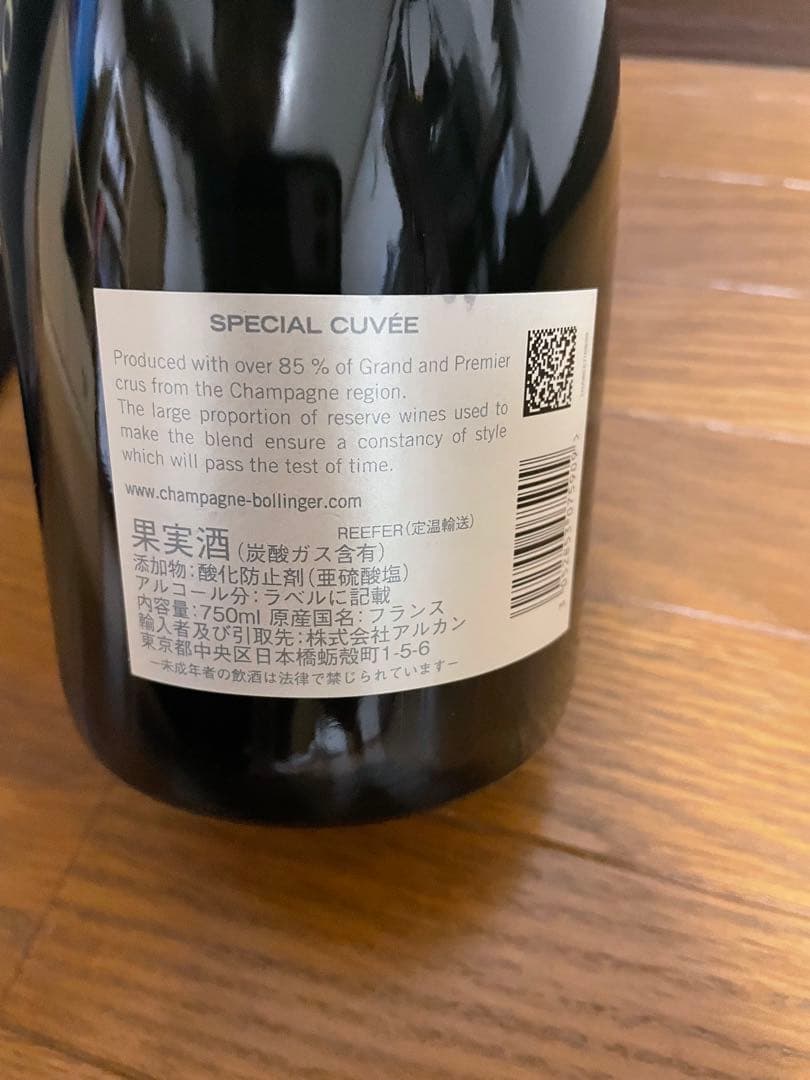 SPECIAL CUVÉE
Produced with over 85 % of Grand and Premier
crus from the Champagne region.
The large proportion of reserve wines used to
make the blend ensure a constancy of style
which will pass the test of time.
www.champagne-bollinger.com
REEFER(定温輸送)
果実酒(炭酸ガス含有)
添加物:酸化防止剤(亜硫酸塩)
アルコール分:ラベルに記載
内容量:750ml 原産国名:フランス
輸入者及び引取先:株式会社アルカン
東京都中央区日本橋蛎殻町1-5-6
—未成年者の飲酒は法律で禁じられています—